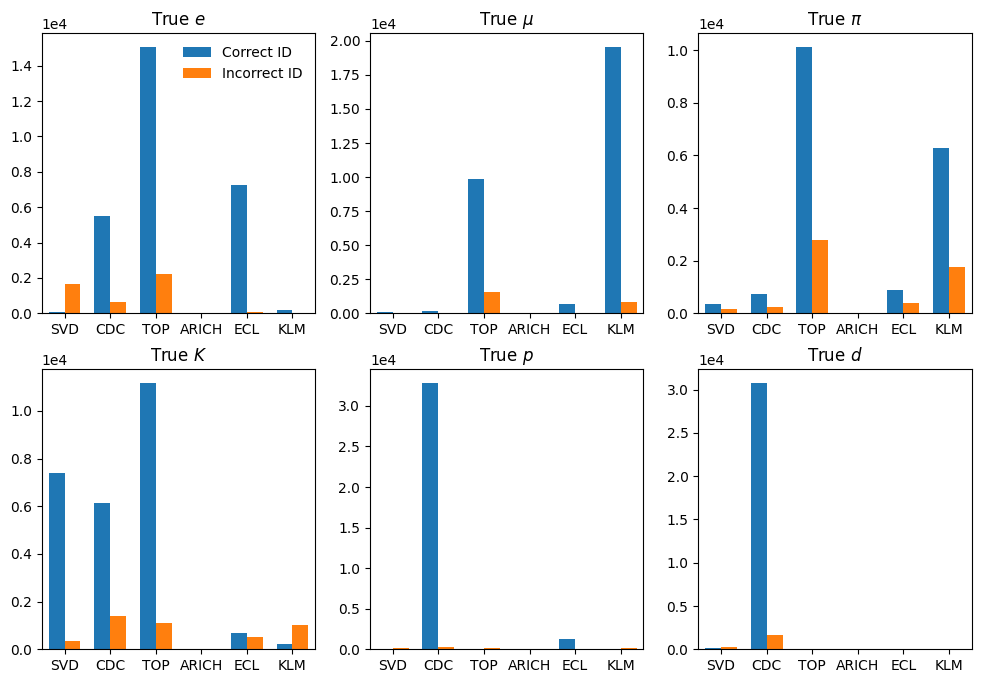 True e
1e4
Correct ID
Incorrect ID
1.4
1.2
1.0
0.8
0.6
0.4
0.2
0.0
SVD CDC TOP ARICH ECL KLM
True μ
1e4
2.00
1.75
1.50
1.25
1.00
0.75
0.50
0.25
0.00
SVD CDC TOP ARICH ECL KLM
True π
1e4
1.0
0.8
0.6
0.4
0.2
0.0
SVD CDC TOP ARICH ECL KLM
True K
1e4
1.0
0.8
0.6
0.4
0.2
0.0
SVD CDC TOP ARICH ECL KLM
True p
1e4
3.0
2.5
2.0
1.5
1.0
0.5
0.0
SVD CDC TOP ARICH ECL KLM
True d
1e4
3.0
2.5
2.0
1.5
1.0
0.5
0.0
SVD CDC TOP ARICH ECL KLM